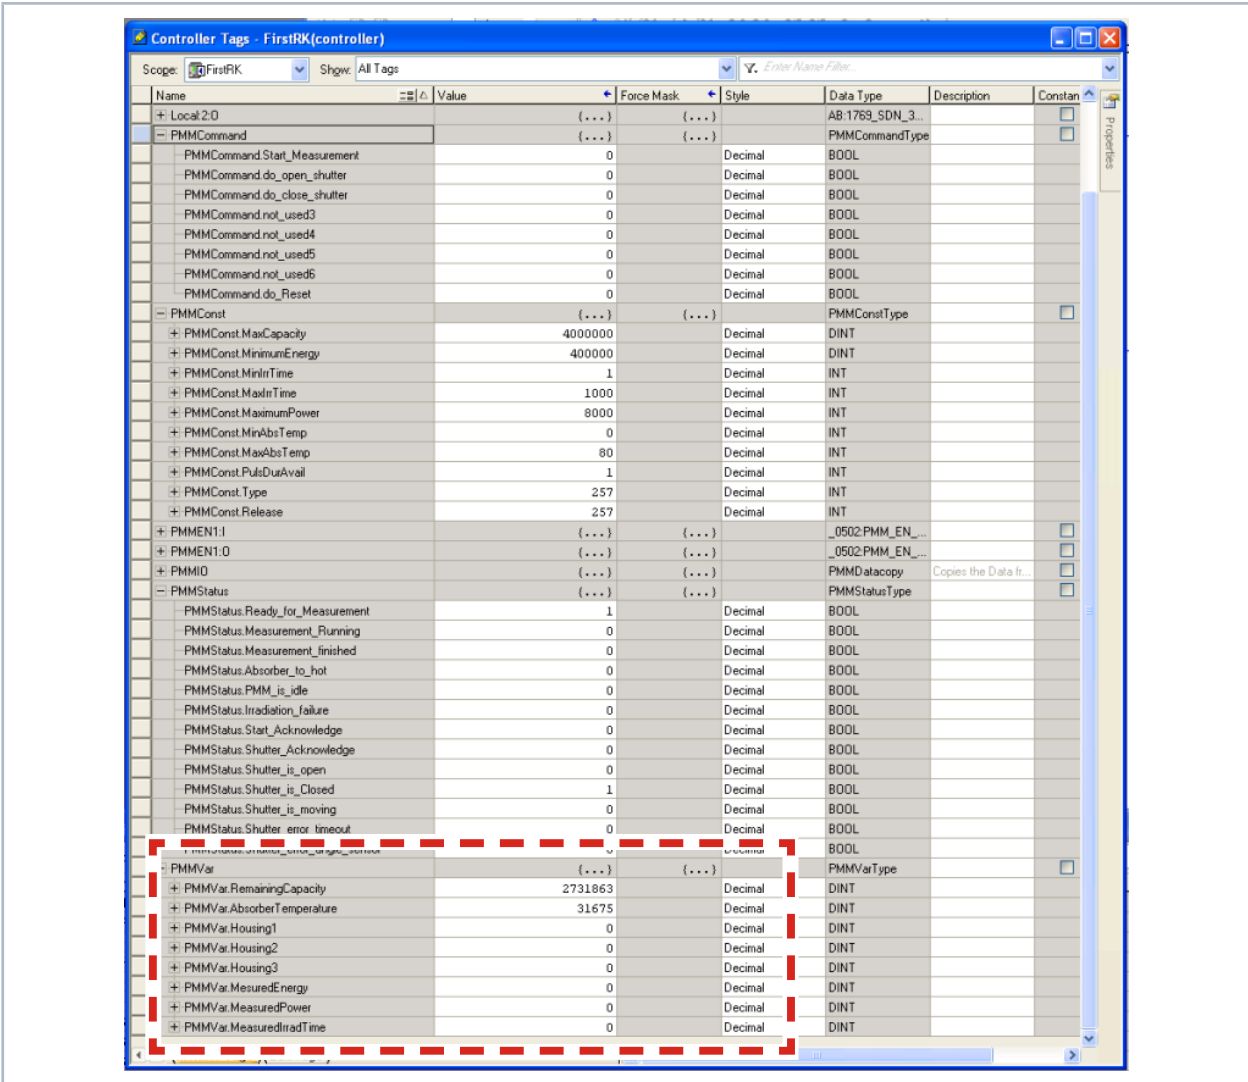 Controller Tags - FirstRK(controller)
Scope: FirstRK Show: All Tags Enter Name Filter...
Name Value Force Mask Style Data Type Description Constan
Properties
+ Local:2:O {...} {...} AB:1769_SDN_3...
- PMMCommand {...} {...} PMMCommandType
PMMCommand.Start_Measurement 0 Decimal BOOL
PMMCommand.do_open_shutter 0 Decimal BOOL
PMMCommand.do_close_shutter 0 Decimal BOOL
PMMCommand.not_used3 0 Decimal BOOL
PMMCommand.not_used4 0 Decimal BOOL
PMMCommand.not_used5 0 Decimal BOOL
PMMCommand.not_used6 0 Decimal BOOL
PMMCommand.do_Reset 0 Decimal BOOL
- PMMConst {...} {...} PMMConstType
+ PMMConst.MaxCapacity 4000000 Decimal DINT
+ PMMConst.MinimumEnergy 400000 Decimal DINT
+ PMMConst.MinIrrTime 1 Decimal INT
+ PMMConst.MaxIrrTime 1000 Decimal INT
+ PMMConst.MaximumPower 8000 Decimal INT
+ PMMConst.MinAbsTemp 0 Decimal INT
+ PMMConst.MaxAbsTemp 80 Decimal INT
+ PMMConst.PulsDurAvail 1 Decimal INT
+ PMMConst.Type 257 Decimal INT
+ PMMConst.Release 257 Decimal INT
+ PMMEN1:I {...} {...} _0502:PMM_EN_...
+ PMMEN1:O {...} {...} _0502:PMM_EN_...
+ PMMIO {...} {...} PMMDatacopy Copies the Data fr...
- PMMStatus {...} {...} PMMStatusType
PMMStatus.Ready_for_Measurement 1 Decimal BOOL
PMMStatus.Measurement_Running 0 Decimal BOOL
PMMStatus.Measurement_finished 0 Decimal BOOL
PMMStatus.Absorber_to_hot 0 Decimal BOOL
PMMStatus.PMM_is_idle 0 Decimal BOOL
PMMStatus.Irradiation_failure 0 Decimal BOOL
PMMStatus.Start_Acknowledge 0 Decimal BOOL
PMMStatus.Shutter_Acknowledge 0 Decimal BOOL
PMMStatus.Shutter_is_open 0 Decimal BOOL
PMMStatus.Shutter_is_Closed 1 Decimal BOOL
PMMStatus.Shutter_is_moving 0 Decimal BOOL
PMMStatus.Shutter_error_timeout 0 Decimal BOOL
PMMStatus.Shutter_error_angle_sensor 0 Decimal BOOL
- PMMVar {...} {...} PMMVarType
+ PMMVar.RemainingCapacity 2731863 Decimal DINT
+ PMMVar.AbsorberTemperature 31675 Decimal DINT
+ PMMVar.Housing1 0 Decimal DINT
+ PMMVar.Housing2 0 Decimal DINT
+ PMMVar.Housing3 0 Decimal DINT
+ PMMVar.MesuredEnergy 0 Decimal DINT
+ PMMVar.MeasuredPower 0 Decimal DINT
+ PMMVar.MeasuredIrradTime 0 Decimal DINT